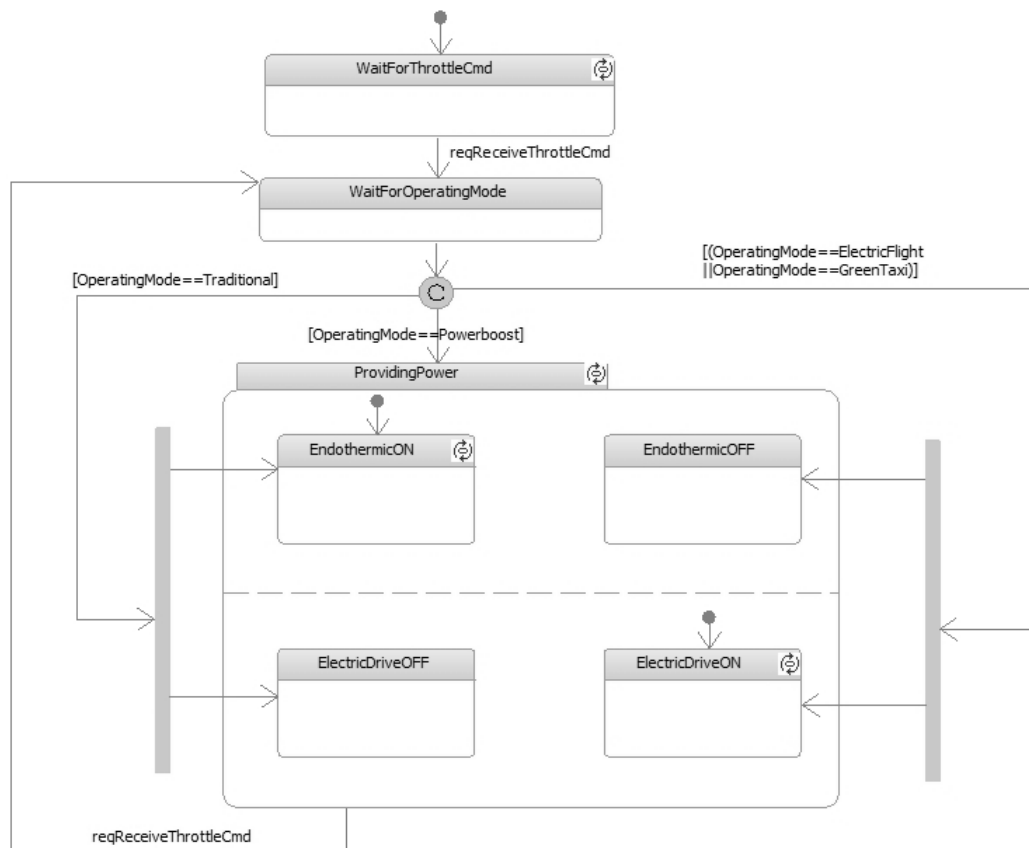 WaitForThrottleCmd
reqReceiveThrottleCmd
WaitForOperatingMode
[(OperatingMode==ElectricFlight
||OperatingMode==GreenTaxi)]
[OperatingMode==Traditional]
C
[OperatingMode==Powerboost]
ProvidingPower
EndothermicON
EndothermicOFF
ElectricDriveOFF
ElectricDriveON
reqReceiveThrottleCmd